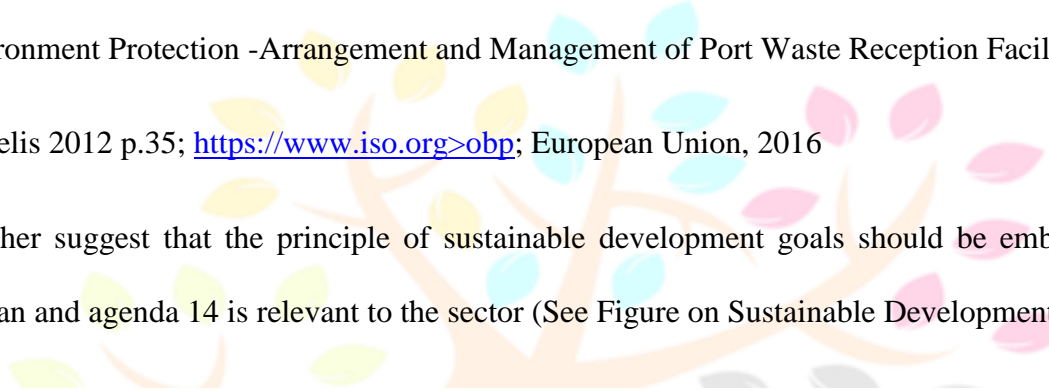 ronment Protection -Arrangement and Management of Port Waste Reception Facil
elis 2012 p.35; https://www.iso.org>obp; European Union, 2016
her suggest that the principle of sustainable development goals should be emb
an and agenda 14 is relevant to the sector (See Figure on Sustainable Development